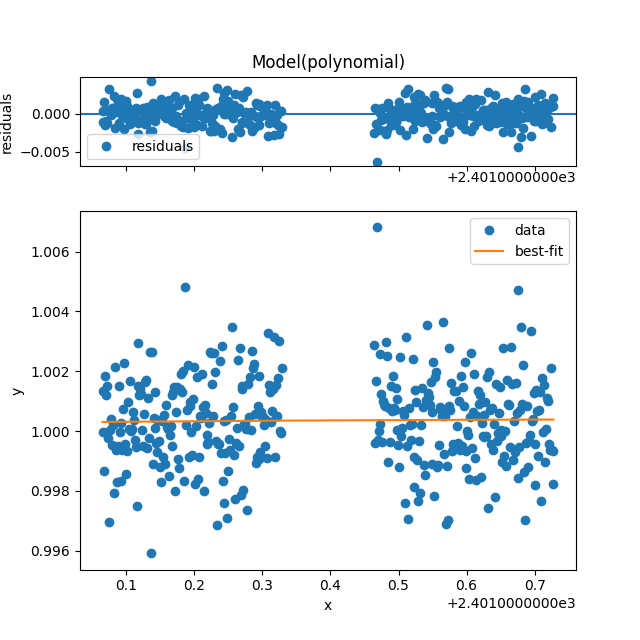 Model(polynomial)
residuals
0.000
−0.005
residuals
+2.4010000000e3
y
1.006
1.004
1.002
1.000
0.998
0.996
data
best-fit
0.1 0.2 0.3 0.4 0.5 0.6 0.7
x
+2.4010000000e3